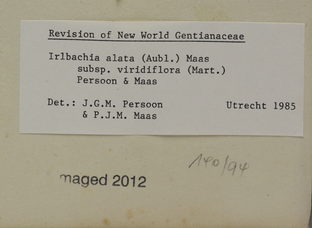 Revision of New World Gentianaceae
Irlbachia alata (Aubl.) Maas
subsp. viridiflora (Mart.)
Persoon & Maas
Det.: J.G.M. Persoon Utrecht 1985
& P.J.M. Maas
140/94
maged 2012